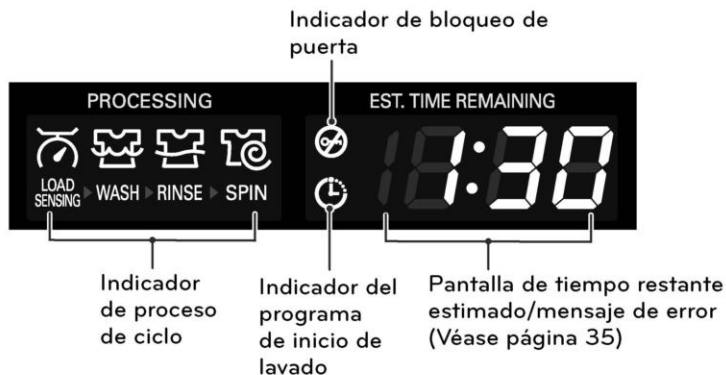 Indicador de bloqueo de
puerta
PROCESSING
EST. TIME REMAINING
LOAD
SENSING
WASH
RINSE
SPIN
1:30
Indicador
de proceso
de ciclo
Indicador del
programa
de inicio de
lavado
Pantalla de tiempo restante
estimado/mensaje de error
(Véase página 35)